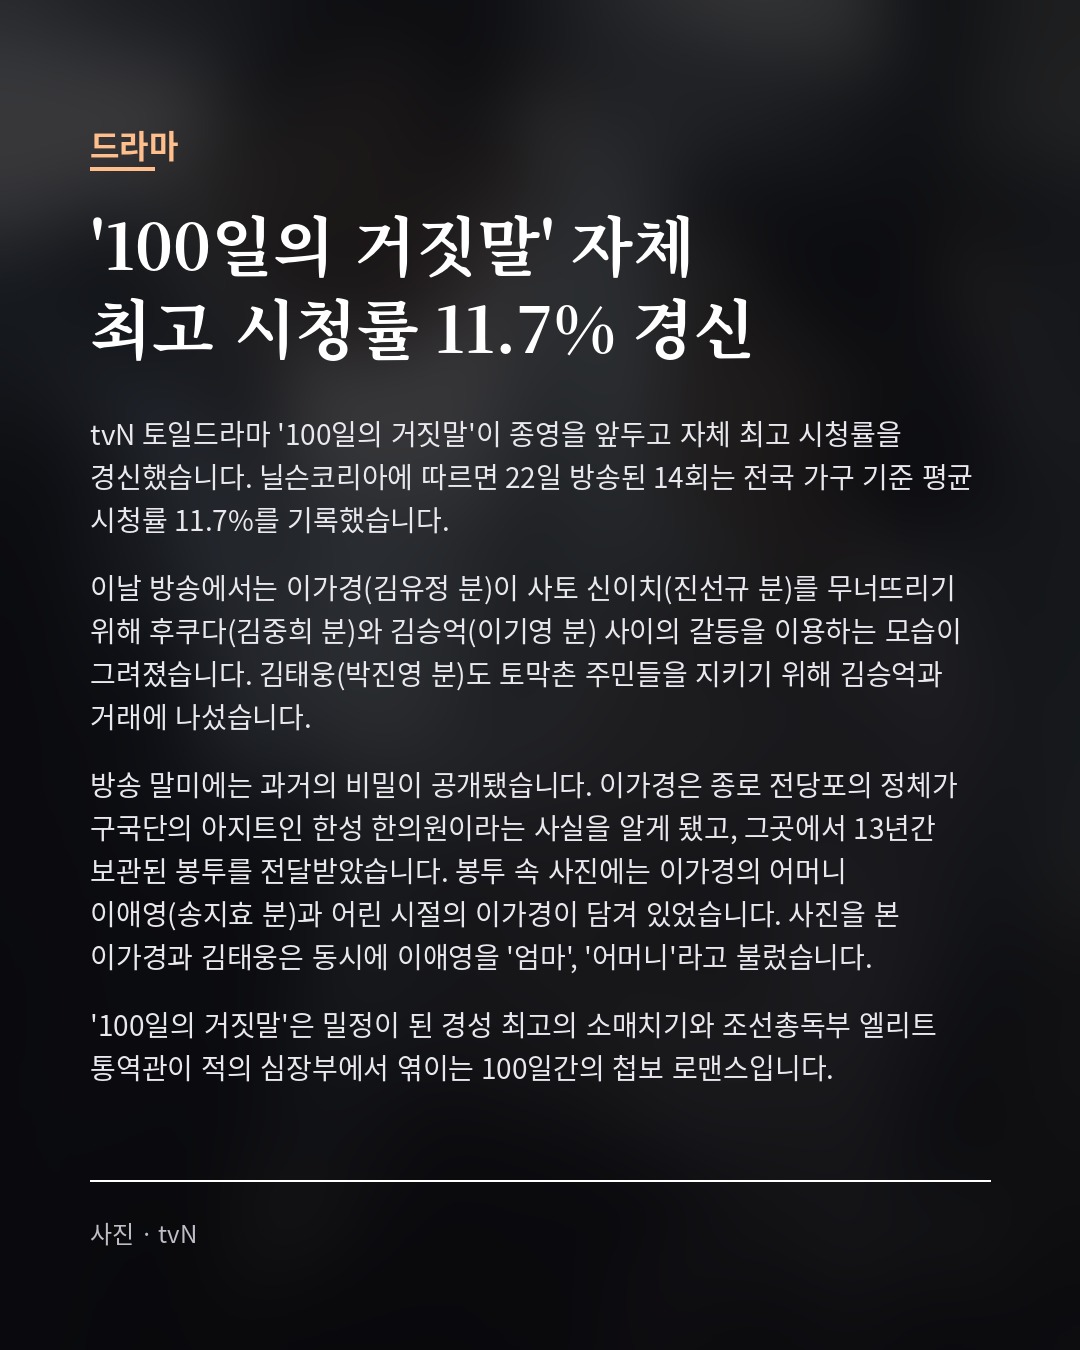 드라마
'100일의 거짓말' 자체
최고 시청률 11.7% 경신
tvN 토일드라마 '100일의 거짓말'이 종영을 앞두고 자체 최고 시청률을
경신했습니다. 닐슨코리아에 따르면 22일 방송된 14회는 전국 가구 기준 평균
시청률 11.7%를 기록했습니다.
이날 방송에서는 이가경(김유정 분)이 사토 신이치(진선규 분)를 무너뜨리기
위해 후쿠다(김중희 분)와 김승억(이기영 분) 사이의 갈등을 이용하는 모습이
그려졌습니다. 김태웅(박진영 분)도 토막촌 주민들을 지키기 위해 김승억과
거래에 나섰습니다.
방송 말미에는 과거의 비밀이 공개됐습니다. 이가경은 종로 전당포의 정체가
구국단의 아지트인 한성 한의원이라는 사실을 알게 됐고, 그곳에서 13년간
보관된 봉투를 전달받았습니다. 봉투 속 사진에는 이가경의 어머니
이애영(송지효 분)과 어린 시절의 이가경이 담겨 있었습니다. 사진을 본
이가경과 김태웅은 동시에 이애영을 '엄마', '어머니'라고 불렀습니다.
'100일의 거짓말'은 밀정이 된 경성 최고의 소매치기와 조선총독부 엘리트
통역관이 적의 심장부에서 엮이는 100일간의 첩보 로맨스입니다.
사진 · tvN